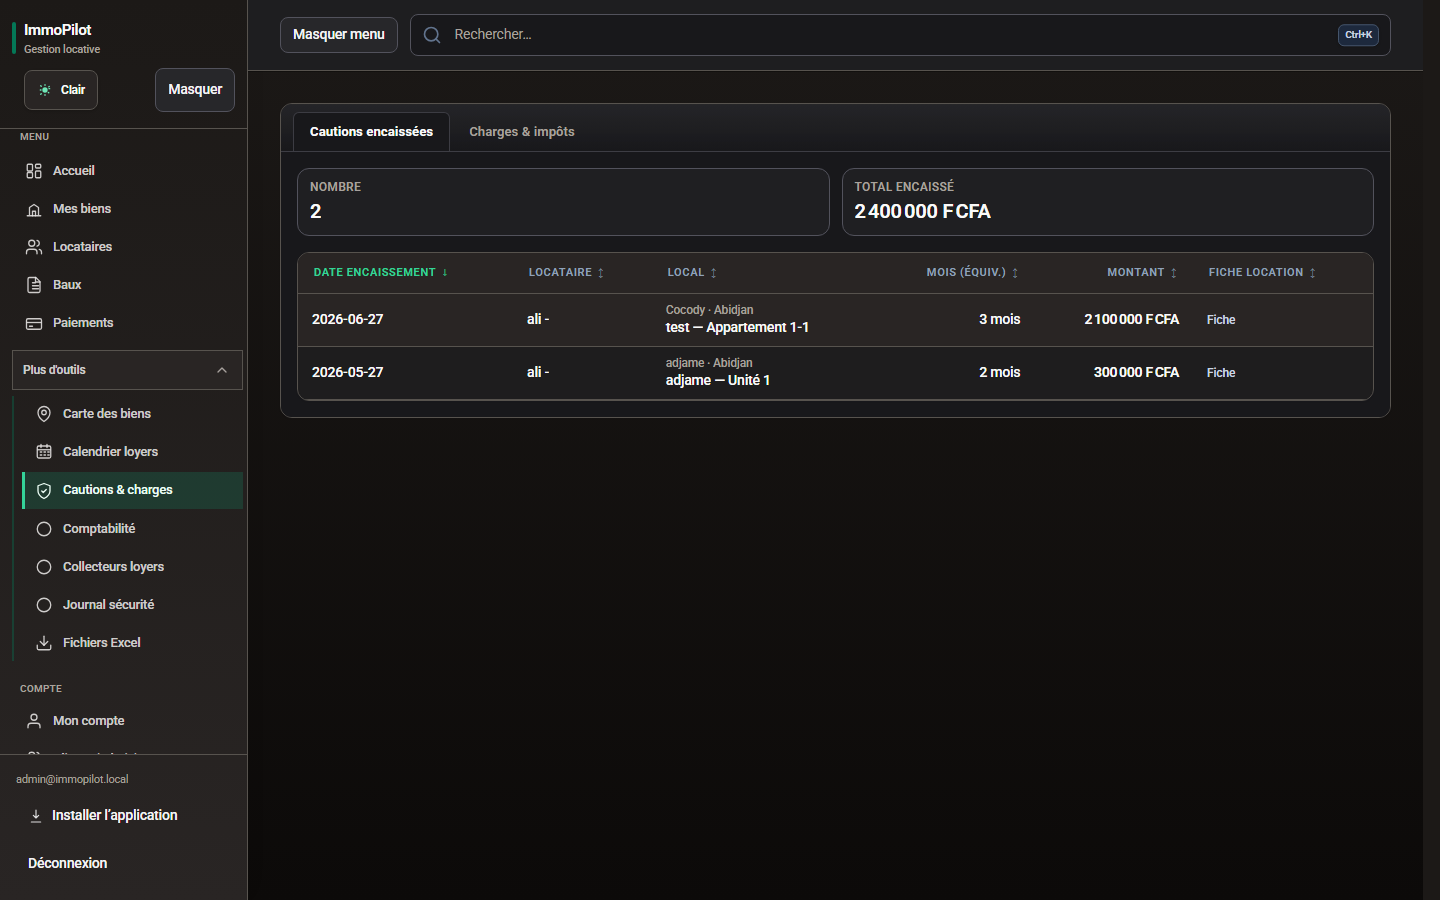 ImmoPilot
Gestion locative
Clair
Masquer
MENU
Accueil
Mes biens
Locataires
Baux
Paiements
Plus d'outils
Carte des biens
Calendrier loyers
Cautions & charges
Comptabilité
Collecteurs loyers
Journal sécurité
Fichiers Excel
COMPTE
Mon compte
admin@immopilot.local
Installer l’application
Déconnexion
Masquer menu
Rechercher...
Ctrl+K
Cautions encaissées
Charges & impôts
NOMBRE
2
TOTAL ENCAISSÉ
2 400 000 F CFA
DATE ENCAISSEMENT ↓ LOCATAIRE ↕ LOCAL ↕ MOIS (ÉQUIV.) ↕ MONTANT ↕ FICHE LOCATION ↕
Cocody · Abidjan
2026-06-27 ali - test — Appartement 1-1 3 mois 2 100 000 F CFA Fiche
adjame · Abidjan
2026-05-27 ali - adjame — Unité 1 2 mois 300 000 F CFA Fiche